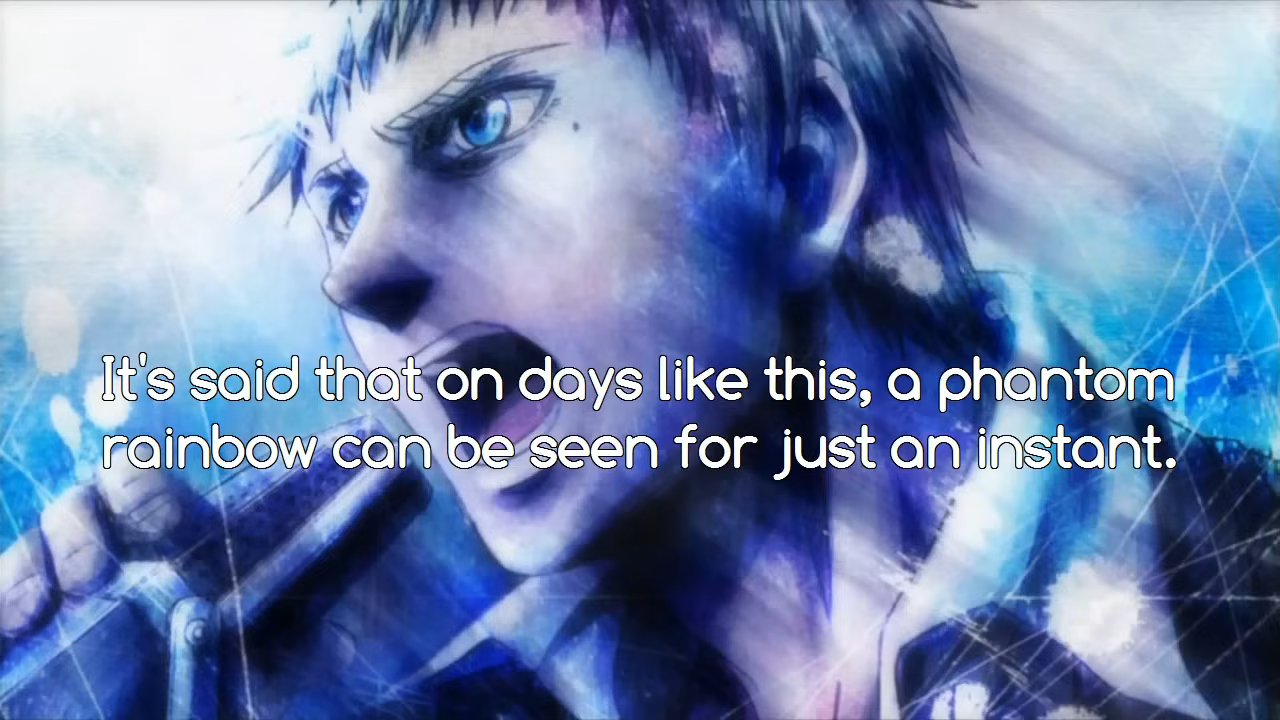 It's said that on days like this, a phantom
rainbow can be seen for just an instant.